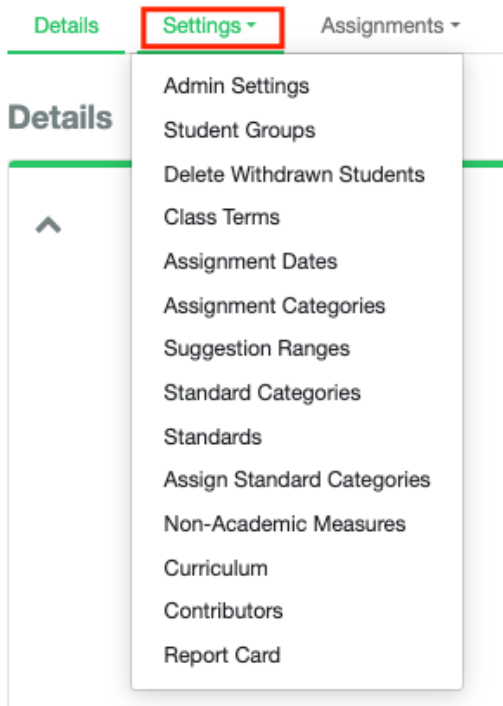 Details Settings Assignments
Details
Admin Settings
Student Groups
Delete Withdrawn Students
Class Terms
Assignment Dates
Assignment Categories
Suggestion Ranges
Standard Categories
Standards
Assign Standard Categories
Non-Academic Measures
Curriculum
Contributors
Report Card